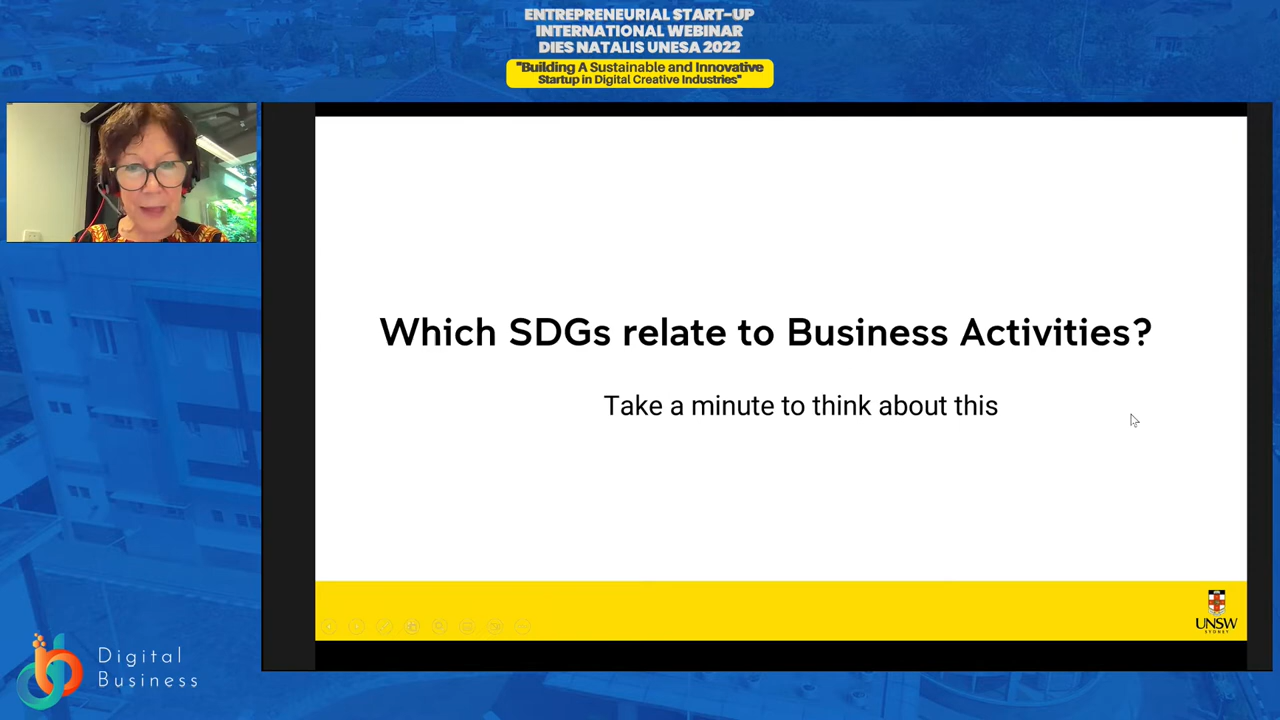 ENTREPRENEURIAL START-UP
INTERNATIONAL WEBINAR
DIES NATALIS UNESA 2022
"Building A Sustainable and Innovative
Startup in Digital Creative Industries"
Which SDGs relate to Business Activities?
Take a minute to think about this
UNSW
SYDNEY
Digital
Business